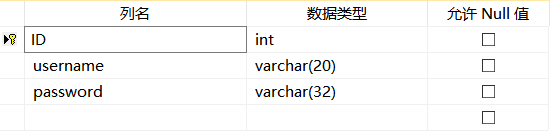 列名 数据类型 允许 Null 值
ID int
username varchar(20)
password varchar(32)